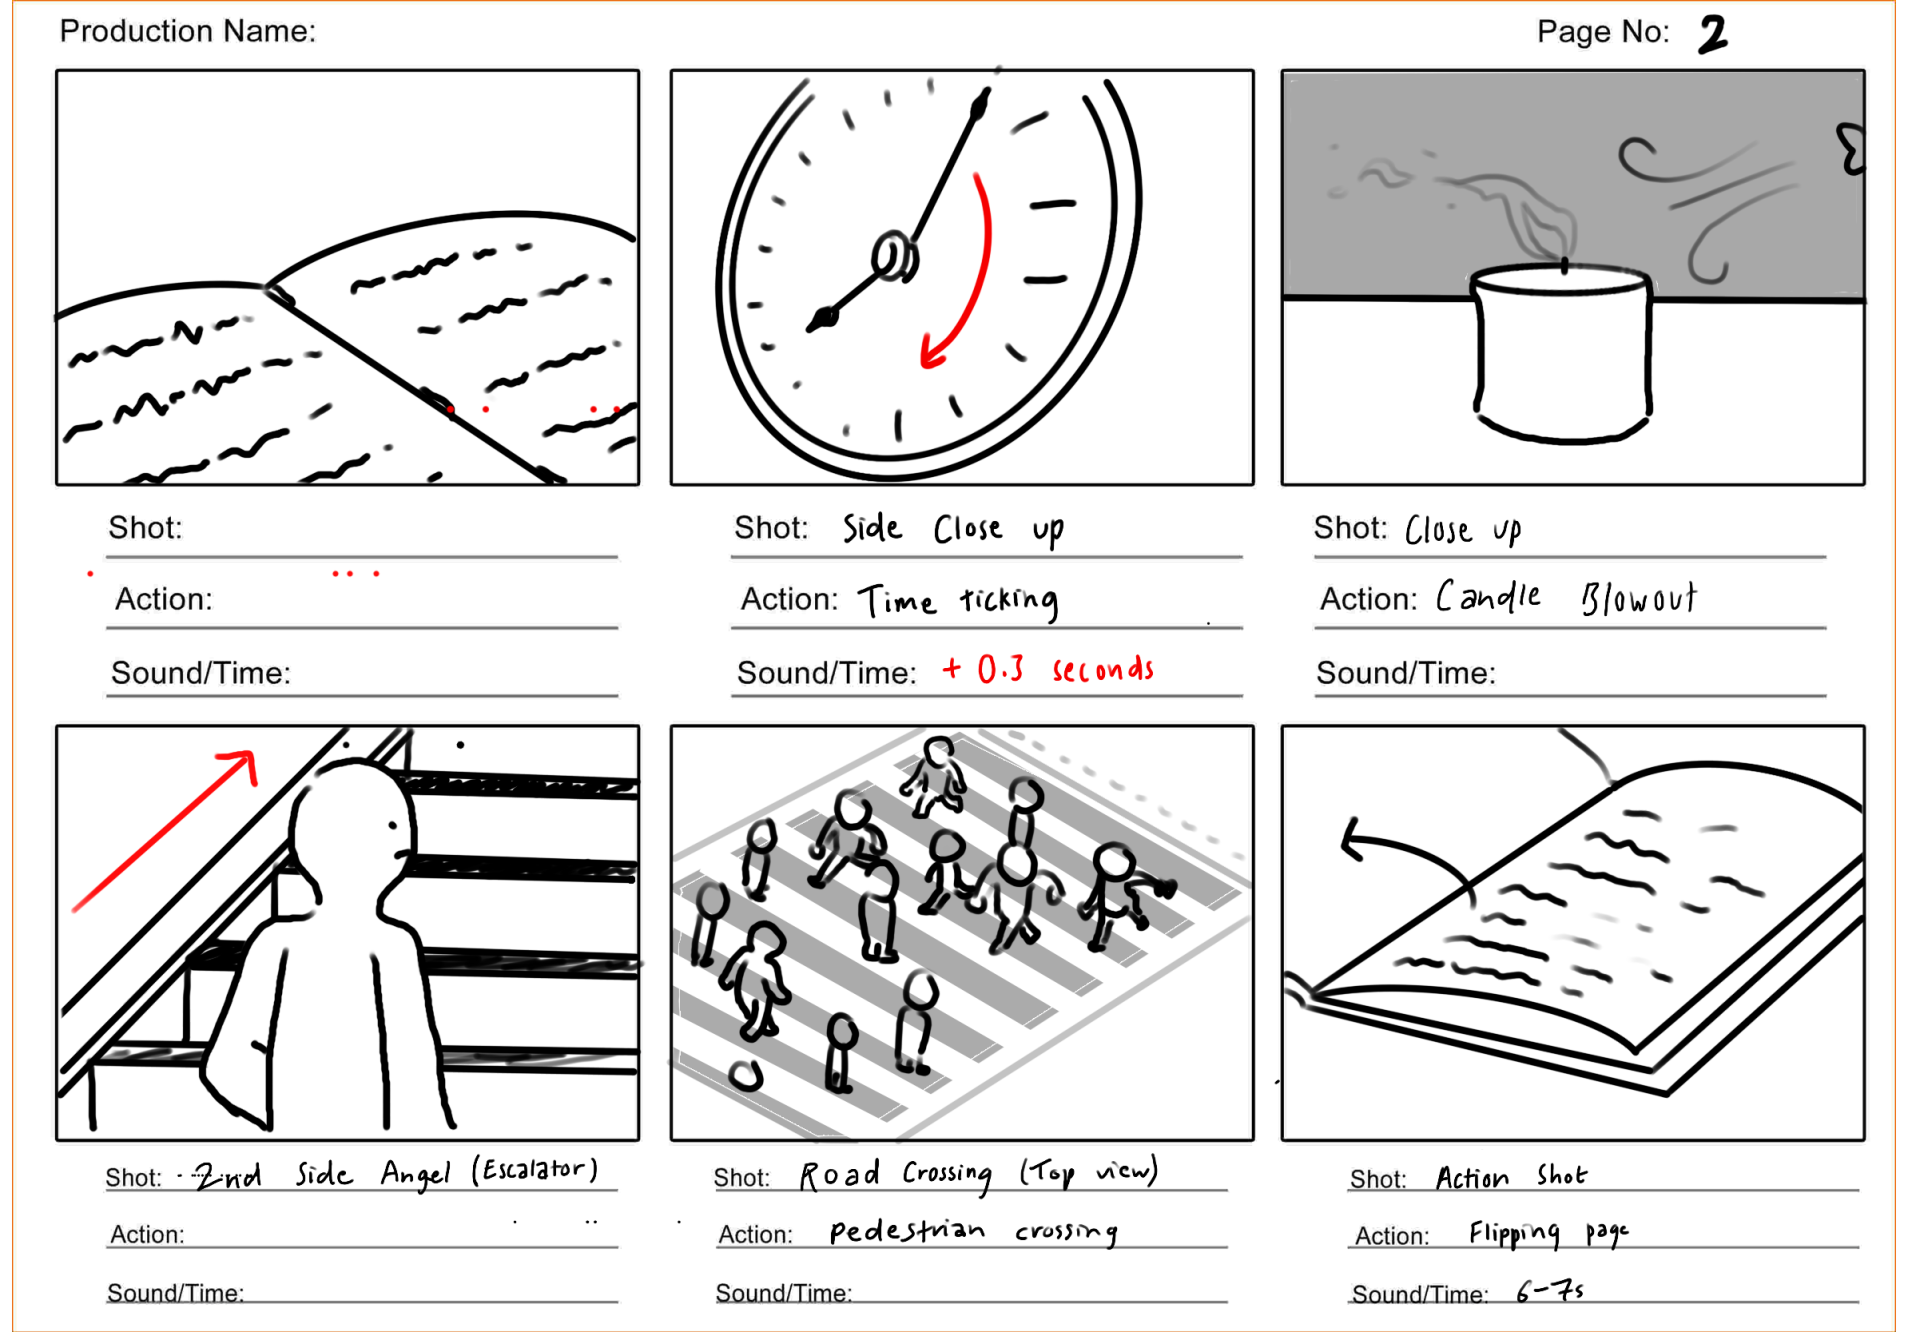 Production Name:
Page No: 2
Shot:
Action:
Sound/Time:
Shot: Side Close up
Action: Time ticking
Sound/Time: + 0.3 seconds
Shot: Close up
Action: Candle Blowout
Sound/Time:
Shot: 2nd Side Angel (Escalator)
Action:
Sound/Time:
Shot: Road Crossing (Top view)
Action: Pedestrian crossing
Sound/Time:
Shot: Action Shot
Action: Flipping page
Sound/Time: 6-7s